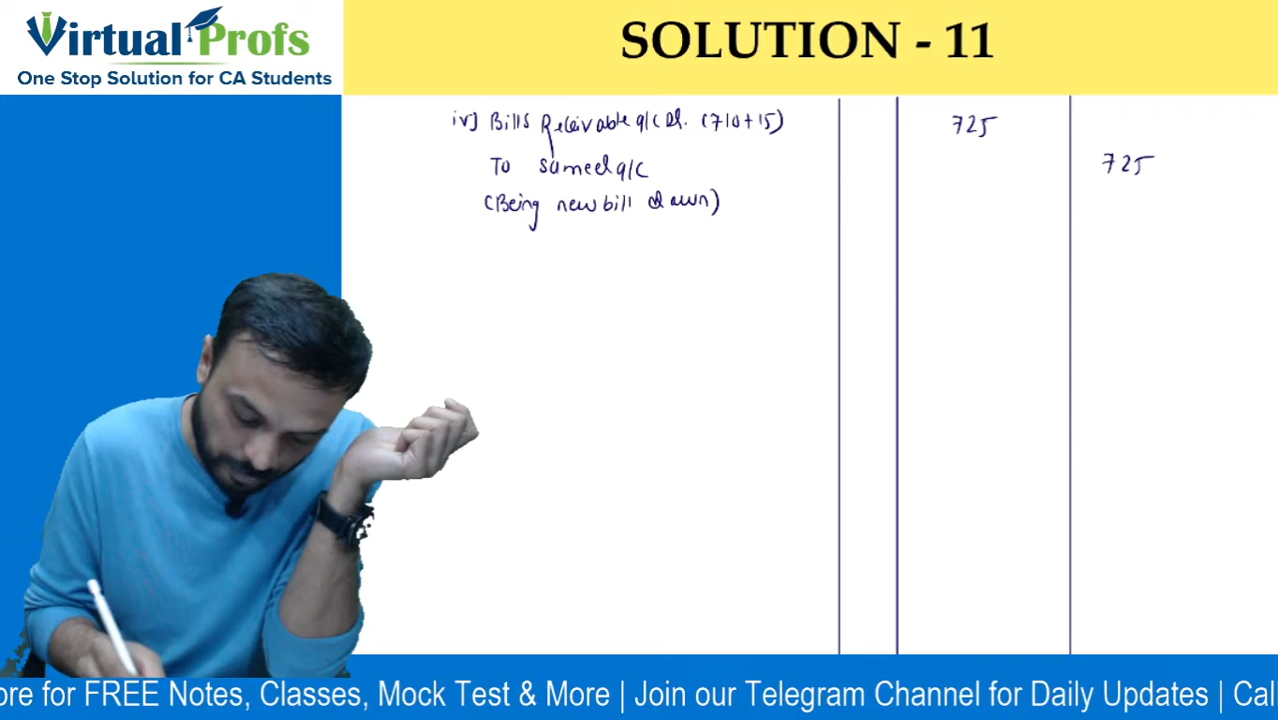 Virtual Profs
One Stop Solution for CA Students
SOLUTION - 11
iv) Bills Receivable a/c Dr. (710+15) 725
To Sumed a/c 725
(Being new bill drawn)
ore for FREE Notes, Classes, Mock Test & More | Join our Telegram Channel for Daily Updates | Call